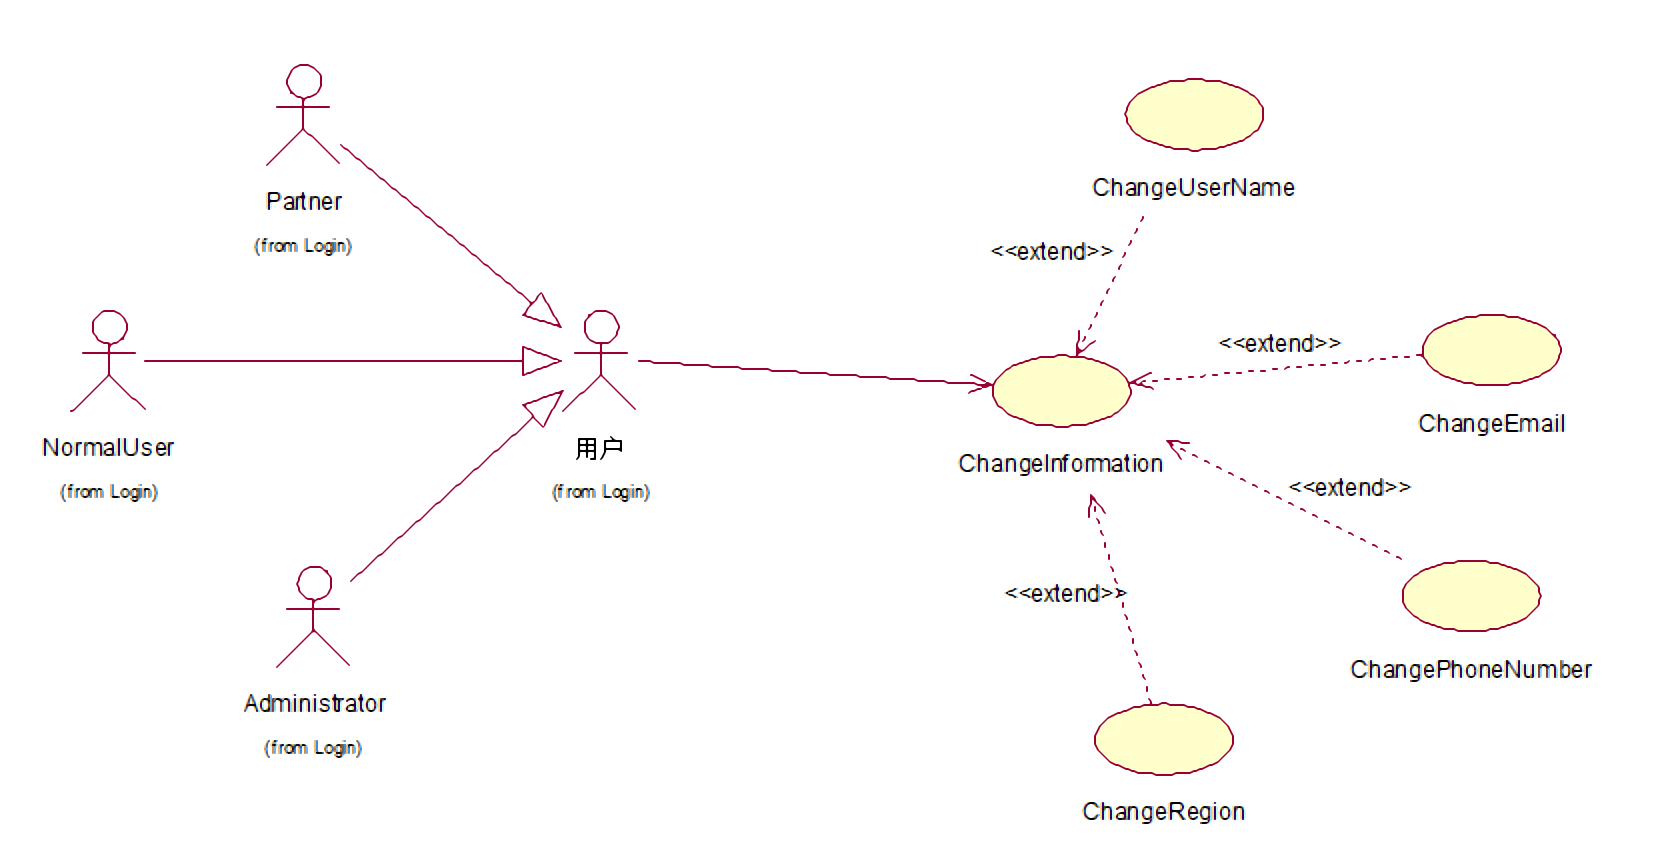 Partner
(from Login)
NormalUser
(from Login)
用户
(from Login)
Administrator
(from Login)
ChangeUserName
<<extend>>
<<extend>>
ChangeEmail
ChangeInformation
<<extend>>
<<extend>>
ChangePhoneNumber
ChangeRegion